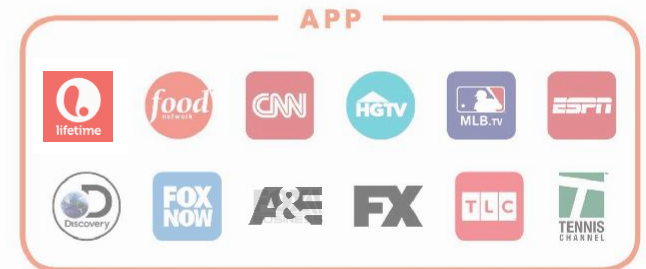 APP
lifetime
food
network
CNN
HGTV
MLB.TV
ESPN
Discovery
FOX
NOW
A&E
FX
TLC
TENNIS
CHANNEL